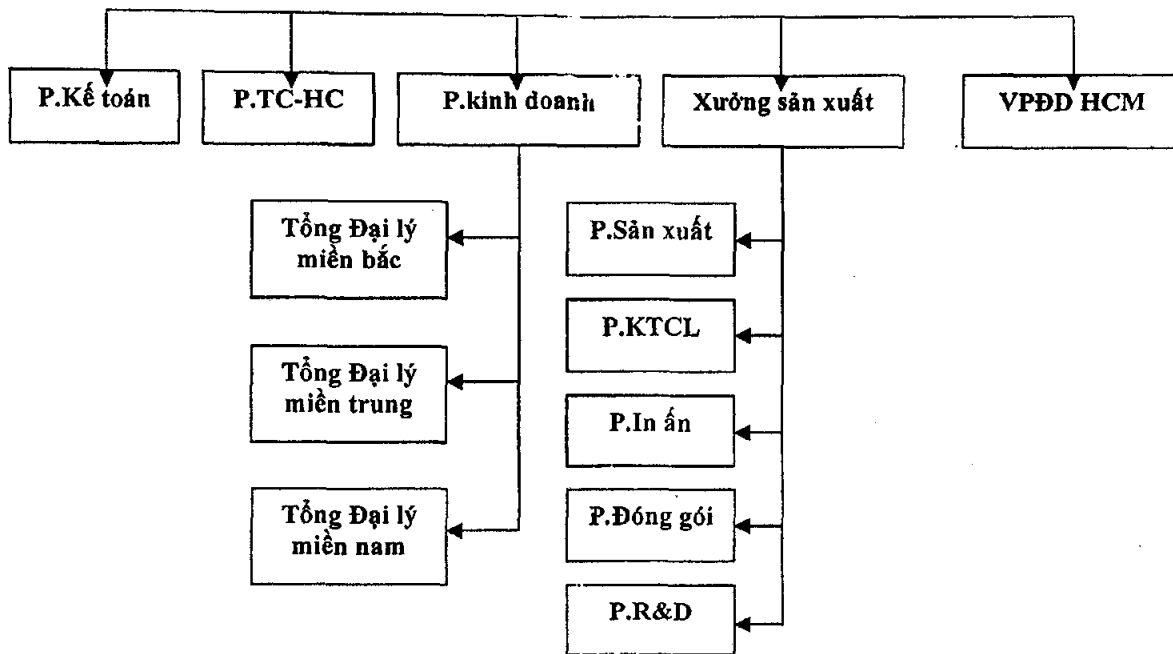 P.Kế toán
P.TC-HC
P.kinh doanh
Xưởng sản xuất
VPĐD HCM
Tổng Đại lý
miền bắc
Tổng Đại lý
miền trung
Tổng Đại lý
miền nam
P.Sản xuất
P.KTCL
P.In ấn
P.Đóng gói
P.R&D